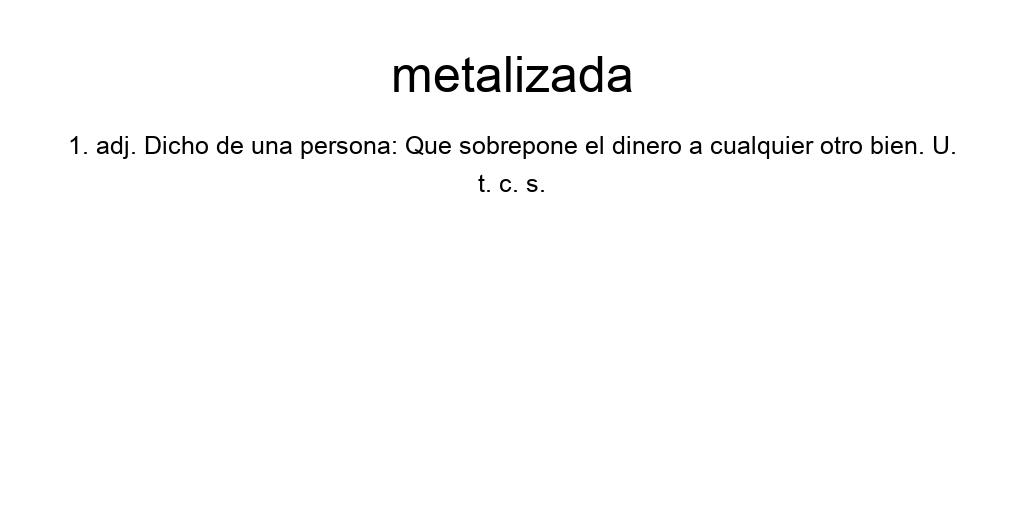 metalizada
1. adj. Dicho de una persona: Que sobrepone el dinero a cualquier otro bien. U.
t. c. s.